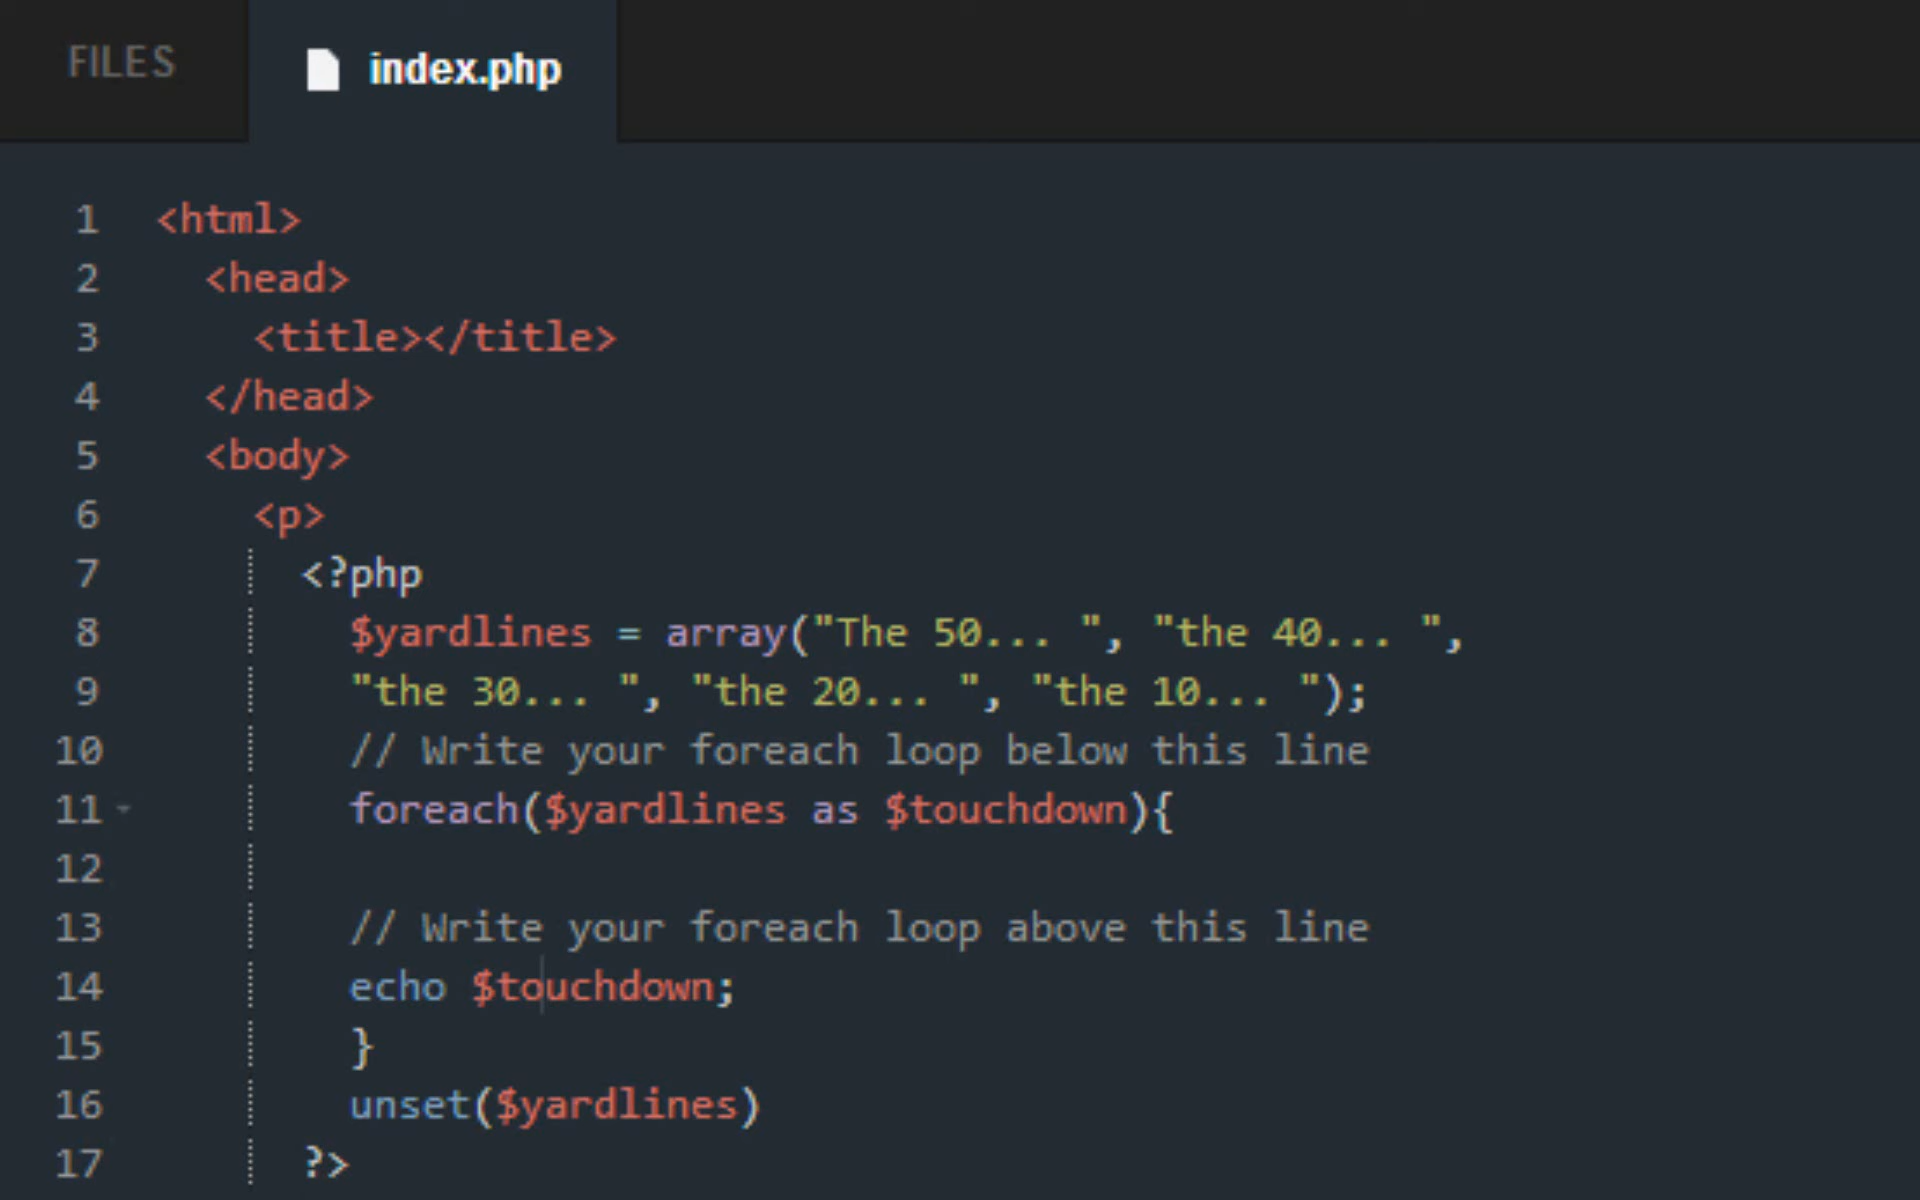 FILES index.php
1 <html>
2 <head>
3 <title></title>
4 </head>
5 <body>
6 <p>
7 <?php
8 $yardlines = array("The 50... ", "the 40... ",
9 "the 30... ", "the 20... ", "the 10... ");
10 // Write your foreach loop below this line
11 foreach($yardlines as $touchdown){
12
13 // Write your foreach loop above this line
14 echo $touchdown;
15 }
16 unset($yardlines)
17 ?>